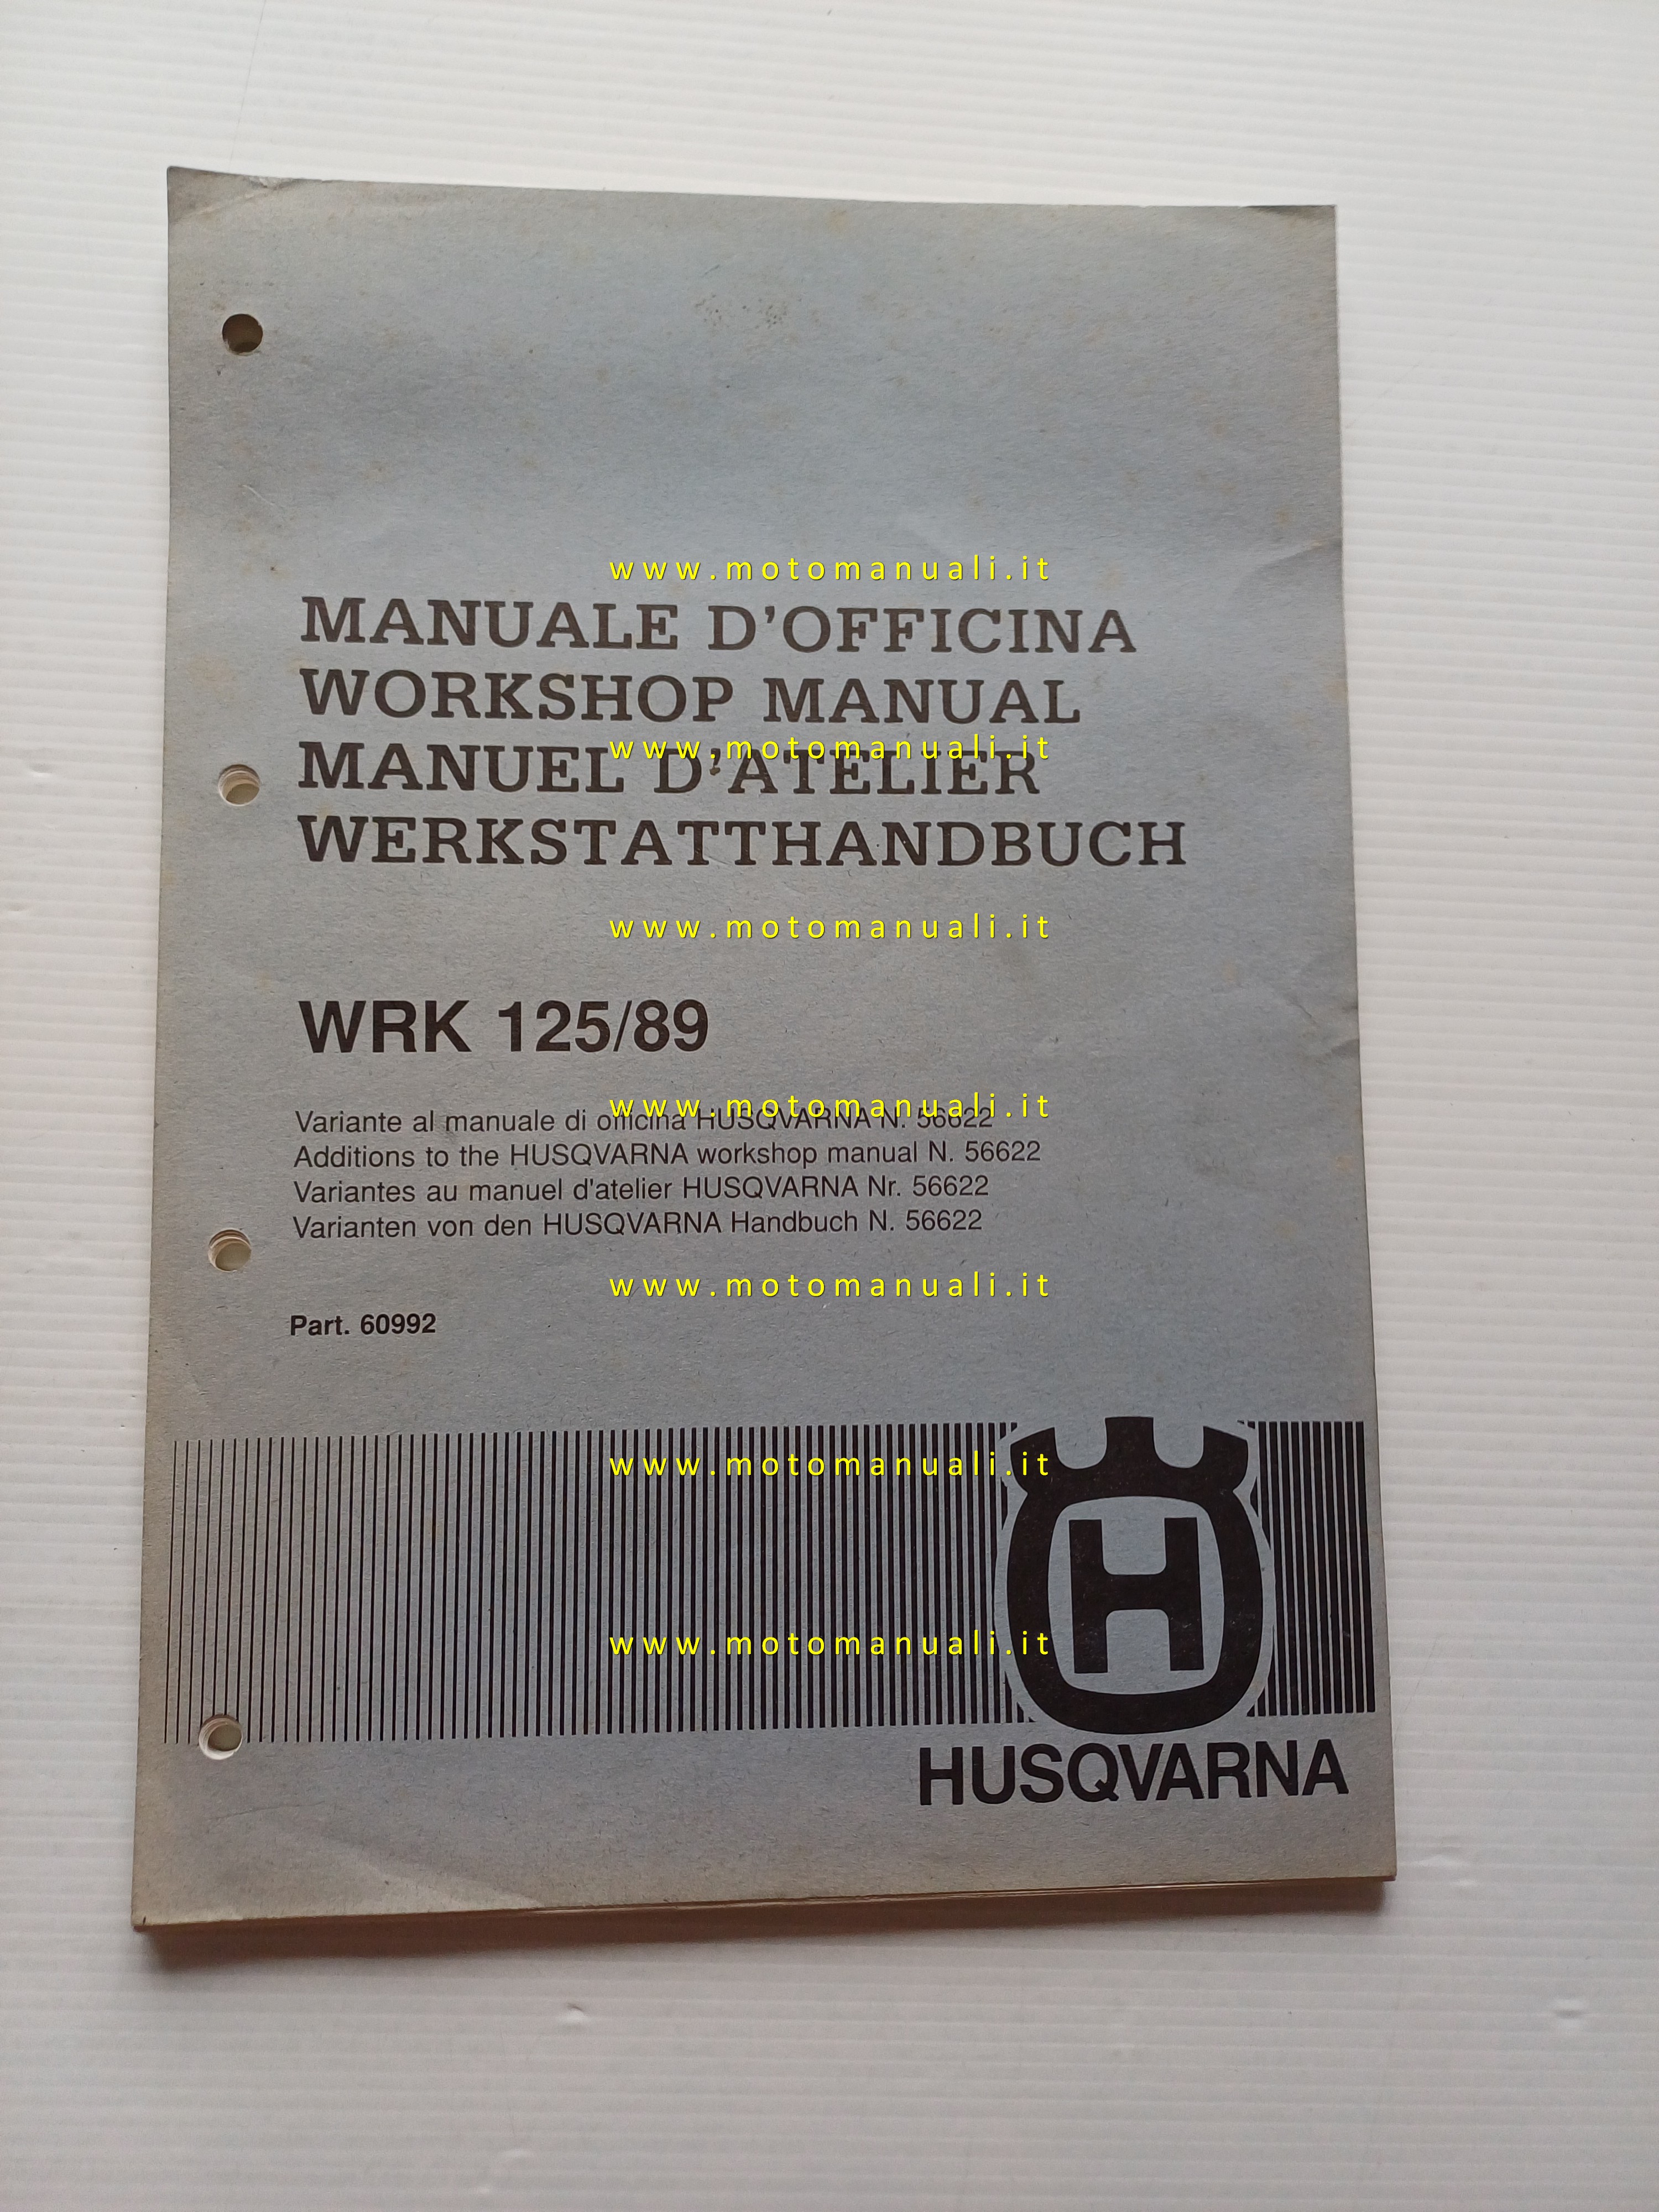 www.motomanuali.it
MANUALE D'OFFICINA
WORKSHOP MANUAL
www.motomanuali.it
MANUEL D'ATELIER
WERKSTATTHANDBUCH
www.motomanuali.it
WRK 125/89
www.motomanuali.it
Variante al manuale di officina HUSQVARNA N. 56622
Additions to the HUSQVARNA workshop manual N. 56622
Variantes au manuel d'atelier HUSQVARNA Nr. 56622
Varianten von den HUSQVARNA Handbuch N. 56622
www.motomanuali.it
Part. 60992
www.motomanuali.it
H
www.motomanuali.it
HUSQVARNA